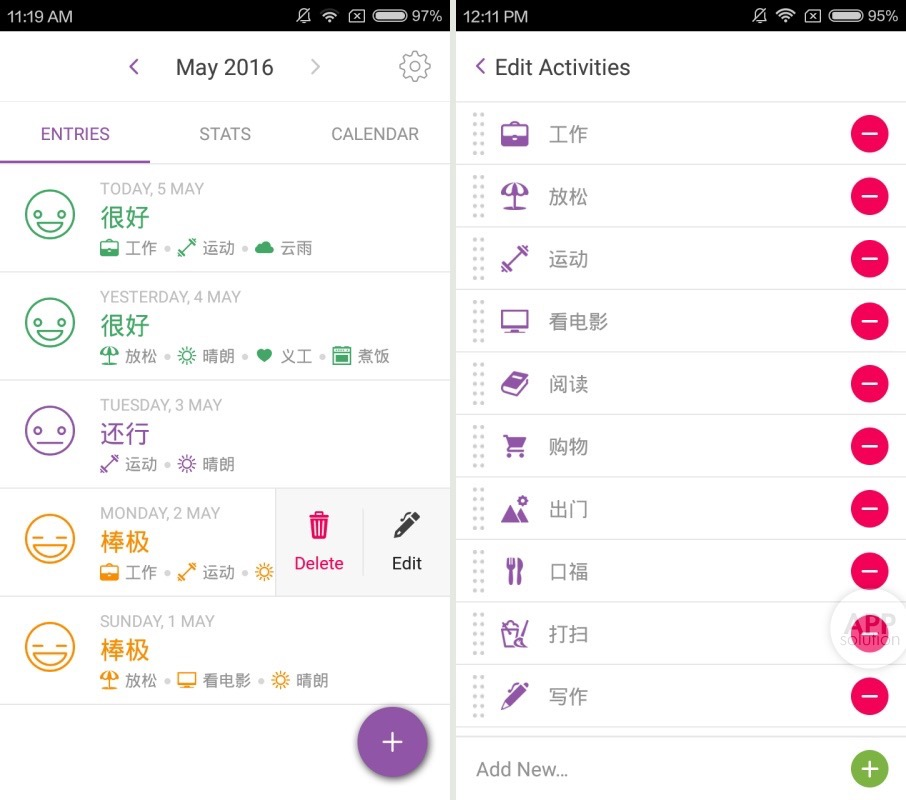 11:19 AM
97%
May 2016
ENTRIES STATS CALENDAR
TODAY, 5 MAY
很好
工作 • 运动 • 云雨
YESTERDAY, 4 MAY
很好
放松 • 晴朗 • 义工 • 煮饭
TUESDAY, 3 MAY
还行
运动 • 晴朗
MONDAY, 2 MAY
棒极
工作 • 运动 •
Delete Edit
SUNDAY, 1 MAY
棒极
放松 • 看电影 • 晴朗
12:11 PM
95%
Edit Activities
工作
放松
运动
看电影
阅读
购物
出门
口福
打扫
写作
Add New...
APP
solution